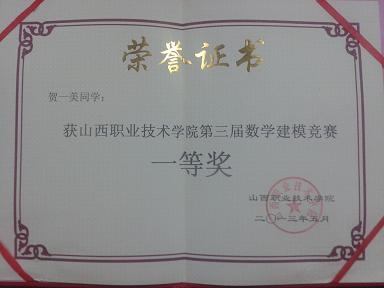 荣誉证书
贺一美同学：
获山西职业技术学院第三届数学建模竞赛
一等奖
山西职业技术学院
二〇一三年五月